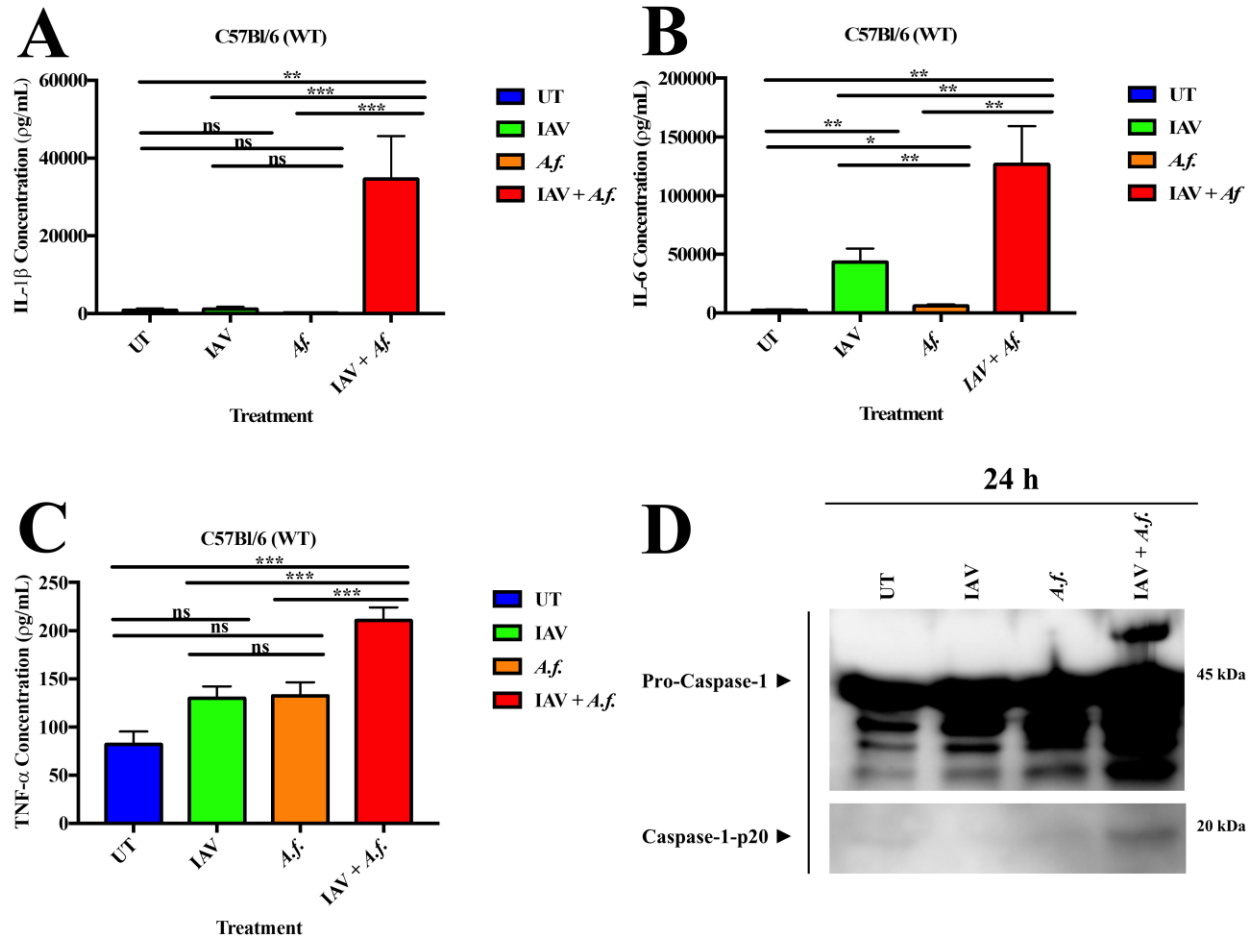 A
C57Bl/6 (WT)
IL-1β Concentration (ρg/mL)
60000
40000
20000
0
**
***
***
ns
ns
ns
UT
IAV
Af.
IAV + Af.
Treatment
UT
IAV
A.f.
IAV + A.f.
B
C57Bl/6 (WT)
IL-6 Concentration (ρg/mL)
200000
150000
100000
50000
0
**
**
**
**
*
**
UT
IAV
Af.
IAV + Af.
Treatment
UT
IAV
A.f.
IAV + Af
C
C57Bl/6 (WT)
TNF-α Concentration (ρg/mL)
250
200
150
100
50
0
***
***
***
ns
ns
ns
UT
IAV
A.f.
IAV + A.f.
Treatment
UT
IAV
A.f.
IAV + A.f.
D
24 h
UT
IAV
A.f.
IAV + A.f.
Pro-Caspase-1 ►
45 kDa
Caspase-1-p20 ►
20 kDa